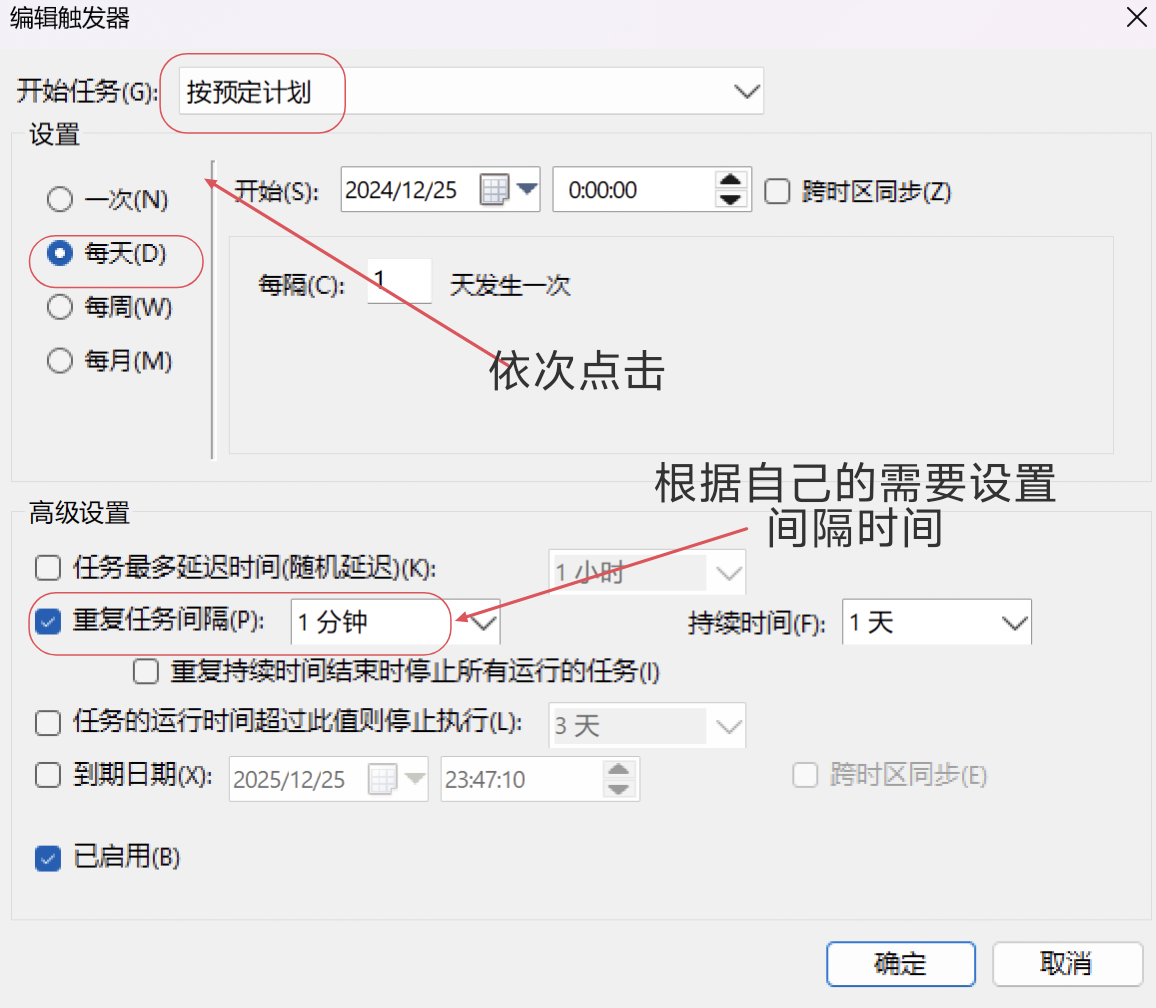 编辑触发器
开始任务(G): 按预定计划
设置
一次(N)
每天(D)
每周(W)
每月(M)
开始(S): 2024/12/25 0:00:00 跨时区同步(Z)
每隔(C): 1 天发生一次
依次点击
根据自己的需要设置
间隔时间
高级设置
任务最多延迟时间(随机延迟)(K): 1 小时
重复任务间隔(P): 1 分钟 持续时间(F): 1 天
重复持续时间结束时停止所有运行的任务(I)
任务的运行时间超过此值则停止执行(L): 3 天
到期日期(X): 2025/12/25 23:47:10 跨时区同步(E)
已启用(B)
确定 取消